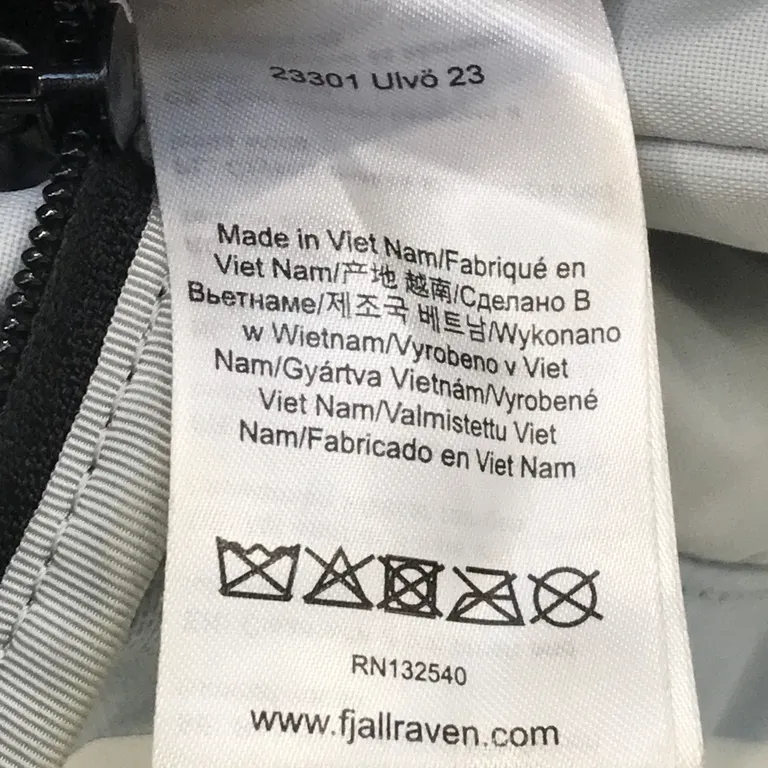 23301 Ulvö 23
Made in Viet Nam/Fabriqué en
Viet Nam/产地 越南/Сделано В
Вьетнаме/제조국 베트남/Wykonano
w Wietnam/Vyrobeno v Viet
Nam/Gyártva Vietnám/Vyrobené
Viet Nam/Valmistettu Viet
Nam/Fabricado en Viet Nam
RN132540
www.fjallraven.com